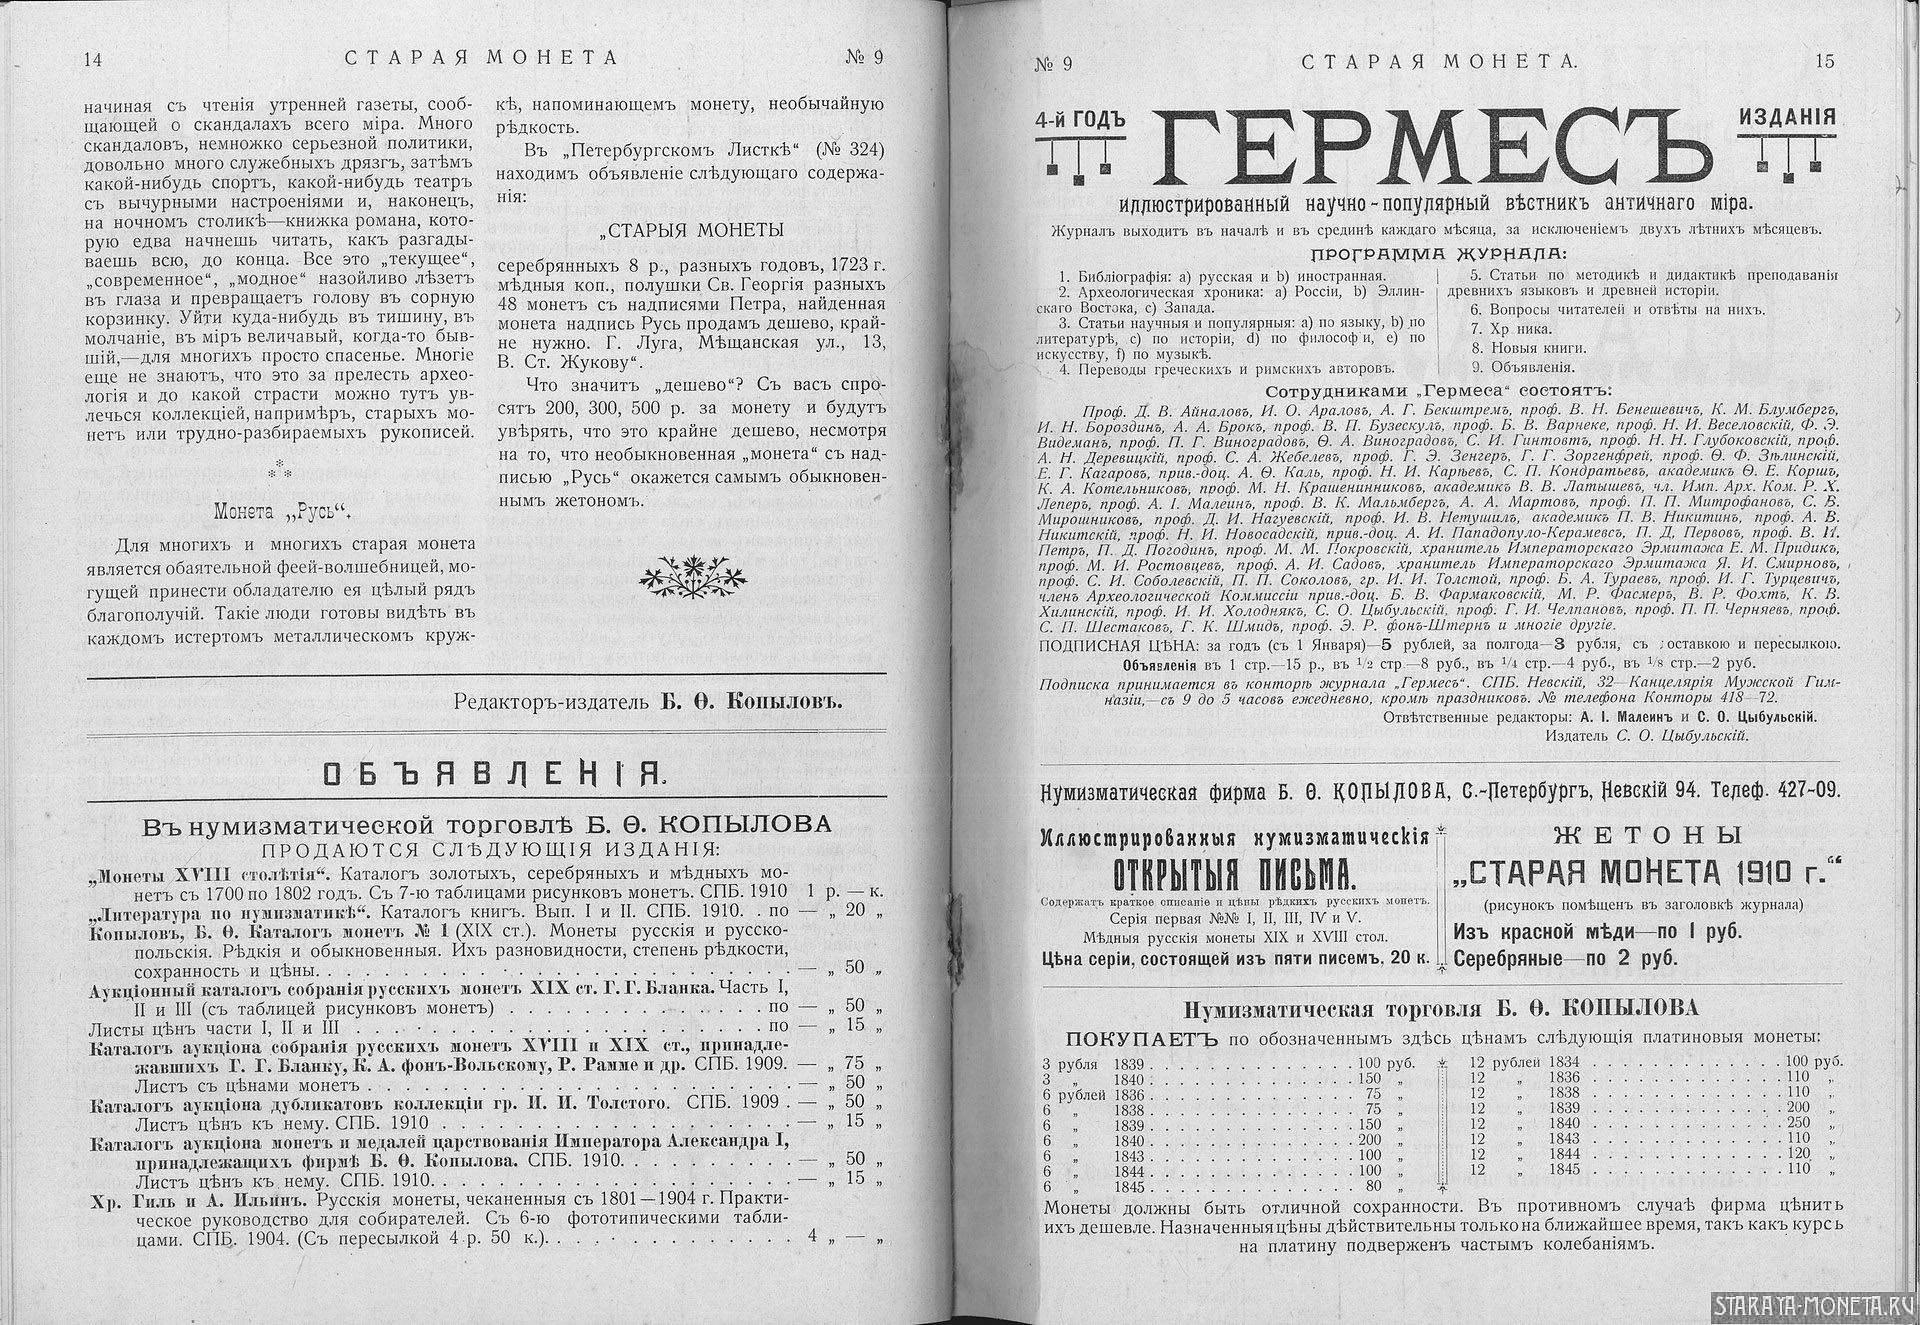 14
СТАРАЯ МОНЕТА
№ 9
начиная съ чтенія утренней газеты, сооб-
щающей о скандалахъ всего міра. Много
скандаловъ, немножко серьезной политики,
довольно много служебныхъ дрязгъ, затѣмъ
какой-нибудь спортъ, какой-нибудь театръ
съ вычурными настроеніями и, наконецъ,
на ночномъ столикѣ—книжка романа, кото-
рую едва начнешь читать, какъ разгады-
ваешь всю, до конца. Все это „текущее“,
„современное“, „модное“ назойливо лѣзетъ
въ глаза и превращаетъ голову въ сорную
корзинку. Уйти куда-нибудь въ тишину, въ
молчаніе, въ міръ величавый, когда-то быв-
шій,—для многихъ просто спасенье. Многіе
еще не знаютъ, что это за прелесть архео-
логія и до какой страсти можно тутъ ув-
лечься коллекціей, напримѣръ, старыхъ мо-
нетъ или трудно-разбираемыхъ рукописей.
* * *
Монета „Русь“.
Для многихъ и многихъ старая монета
является обаятельной феей-волшебницей, мо-
гущей принести обладателю ея цѣлый рядъ
благополучій. Такіе люди готовы видѣть въ
каждомъ истертомъ металлическомъ круж-
кѣ, напоминающемъ монету, необычайную
рѣдкость.
Въ „Петербургскомъ Листкѣ“ (№ 324)
находимъ объявленіе слѣдующаго содержа-
нія:
„СТАРЫЯ МОНЕТЫ
серебрянныхъ 8 р., разныхъ годовъ, 1723 г.
мѣдныя коп., полушки Св. Георгія разныхъ
48 монетъ съ надписями Петра, найденная
монета надпись Русь продамъ дешево, край-
не нужно. Г. Луга, Мѣщанская ул., 13,
В. Ст. Жукову“.
Что значитъ „дешево“? Съ васъ спро-
сятъ 200, 300, 500 р. за монету и будутъ
увѣрять, что это крайне дешево, несмотря
на то, что необыкновенная „монета“ съ над-
писью „Русь“ окажется самымъ обыкновен-
нымъ жетономъ.
Редакторъ-издатель Б. Ѳ. Копыловъ.
ОБЪЯВЛЕНІЯ.
Въ нумизматической торговлѣ Б. Ѳ. КОПЫЛОВА
ПРОДАЮТСЯ СЛѢДУЮЩІЯ ИЗДАНІЯ:
„Монеты XVIII столѣтія“. Каталогъ золотыхъ, серебряныхъ и мѣдныхъ мо-
нетъ съ 1700 по 1802 годъ. Съ 7-ю таблицами рисунковъ монетъ. СПБ. 1910 1 р. — к.
„Литература по нумизматикѣ“. Каталогъ книгъ. Вып. I и II. СПБ. 1910. . по — „ 20 „
Копыловъ, Б. Ѳ. Каталогъ монетъ № 1 (XIX ст.). Монеты русскія и русско-
польскія. Рѣдкія и обыкновенныя. Ихъ разновидности, степень рѣдкости,
сохранность и цѣны. . . . . . — „ 50 „
Аукціонный каталогъ собранія русскихъ монетъ XIX ст. Г. Г. Бланка. Часть I,
II и III (съ таблицей рисунковъ монетъ) . . . . . по — „ 50 „
Листы цѣнъ части I, II и III . . . . . по — „ 15 „
Каталогъ аукціона собранія русскихъ монетъ XVIII и XIX ст., принадле-
жавшихъ Г. Г. Бланку, К. А. фонъ-Вольскому, Р. Рамме и др. СПБ. 1909. — „ 75 „
Листъ съ цѣнами монетъ . . . . . — „ 50 „
Каталогъ аукціона дубликатовъ коллекціи гр. И. И. Толстого. СПБ. 1909 . — „ 50 „
Листъ цѣнъ къ нему. СПБ. 1910 . . . . . — „ 15 „
Каталогъ аукціона монетъ и медалей царствованія Императора Александра I,
принадлежащихъ фирмѣ Б. Ѳ. Копылова. СПБ. 1910. . . . . — „ 50 „
Листъ цѣнъ къ нему. СПБ. 1910. . . . . — „ 15 „
Хр. Гиль и А. Ильинъ. Русскія монеты, чеканенныя съ 1801—1904 г. Практи-
ческое руководство для собирателей. Съ 6-ю фототипическими табли-
цами. СПБ. 1904. (Съ пересылкой 4 р. 50 к.). . . . . 4 „ — „
№ 9
СТАРАЯ МОНЕТА.
15
4-й ГОДЪ ГЕРМЕСЪ ИЗДАНІЯ
иллюстрированный научно-популярный вѣстникъ античнаго міра.
Журналъ выходитъ въ началѣ и въ срединѣ каждаго мѣсяца, за исключеніемъ двухъ лѣтнихъ мѣсяцевъ.
ПРОГРАММА ЖУРНАЛА:
1. Библіографія: a) русская и b) иностранная.
2. Археологическая хроника: a) Россіи, b) Эллин-
скаго Востока, c) Запада.
3. Статьи научныя и популярныя: a) по языку, b) по
литературѣ, c) по исторіи, d) по философ и, e) по
искусству, f) по музыкѣ.
4. Переводы греческихъ и римскихъ авторовъ.
5. Статьи по методикѣ и дидактикѣ преподаванія
древнихъ языковъ и древней исторіи.
6. Вопросы читателей и отвѣты на нихъ.
7. Хр ника.
8. Новыя книги.
9. Объявленія.
Сотрудниками „Гермеса“ состоятъ:
Проф. Д. В. Айналовъ, И. О. Араловъ, А. Г. Бекштремъ, проф. В. Н. Бенешевичъ, К. М. Блумбергъ,
И. Н. Бороздинъ, А. А. Брокъ, проф. В. П. Бузескулъ, проф. Б. В. Варнеке, проф. Н. И. Веселовскій, Ф. Э.
Видеманъ, проф. П. Г. Виноградовъ, Ѳ. А. Виноградовъ, С. И. Гинтовтъ, проф. Н. Н. Глубоковскій, проф.
А. Н. Деревицкій, проф. С. А. Жебелевъ, проф. Г. Э. Зенгеръ, Г. Г. Зоргенфрей, проф. Ѳ. Ф. Зѣлинскій,
Е. Г. Кагаровъ, прив.-доц. А. Ѳ. Каль, проф. Н. И. Карѣевъ, С. П. Кондратьевъ, академикъ Ѳ. Е. Коршъ,
К. А. Котельниковъ, проф. М. Н. Крашенинниковъ, академикъ В. В. Латышевъ, чл. Имп. Арх. Ком. Р. Х.
Леперъ, проф. А. І. Малеинъ, проф. В. К. Мальмбергъ, А. А. Мартовъ, проф. П. П. Митрофановъ, С. В.
Мирошниковъ, проф. Д. И. Нагуевскій, проф. И. В. Нетушилъ, академикъ П. В. Никитинъ, проф. А. В.
Никитскій, проф. Н. И. Новосадскій, прив.-доц. А. И. Пападопуло-Керамевсъ, П. Д. Первовъ, проф. В. И.
Петръ, П. Д. Погодинъ, проф. М. М. Покровскій, хранитель Императорскаго Эрмитажа Е. М. Придикъ,
проф. М. И. Ростовцевъ, проф. А. И. Садовъ, хранитель Императорскаго Эрмитажа Я. И. Смирновъ,
проф. С. И. Соболевскій, П. П. Соколовъ, гр. И. И. Толстой, проф. Б. А. Тураевъ, проф. И. Г. Турцевичъ,
членъ Археологической Коммиссіи прив.-доц. Б. В. Фармаковскій, М. Р. Фасмеръ, В. Р. Фохтъ, К. В.
Хилинскій, проф. И. И. Холоднякъ, С. О. Цыбульскій, проф. Г. И. Челпановъ, проф. П. П. Черняевъ, проф.
С. П. Шестаковъ, Г. К. Шмидъ, проф. Э. Р. фонъ-Штернъ и многіе другіе.
ПОДПИСНАЯ ЦѢНА: за годъ (съ 1 Января)—5 рублей, за полгода—3 рубля, съ доставкою и пересылкою.
Объявленія въ 1 стр.—15 р., въ 1/2 стр.—8 руб., въ 1/4 стр.—4 руб., въ 1/8 стр.—2 руб.
Подписка принимается въ конторѣ журнала „Гермесъ“. СПБ. Невскій, 32—Канцелярія Мужской Гим-
назіи,—съ 9 до 5 часовъ ежедневно, кромѣ праздниковъ. № телефона Конторы 418—72.
Отвѣтственные редакторы: А. І. Малеинъ и С. О. Цыбульскій.
Издатель С. О. Цыбульскій.
Нумизматическая фирма Б. Ѳ. КОПЫЛОВА, С.-Петербургъ, Невскій 94. Телеф. 427-09.
Иллюстрированныя нумизматическія
ОТКРЫТЫЯ ПИСЬМА.
Содержатъ краткое описаніе и цѣны рѣдкихъ русскихъ монетъ.
Серія первая №№ I, II, III, IV и V.
Мѣдныя русскія монеты XIX и XVIII стол.
Цѣна серіи, состоящей изъ пяти писемъ, 20 к.
ЖЕТОНЫ
„СТАРАЯ МОНЕТА 1910 г.“
(рисунокъ помѣщенъ въ заголовкѣ журнала)
Изъ красной мѣди—по 1 руб.
Серебряные—по 2 руб.
Нумизматическая торговля Б. Ѳ. КОПЫЛОВА
ПОКУПАЕТЪ по обозначеннымъ здѣсь цѣнамъ слѣдующія платиновыя монеты:
3 рубля 1839 . . . . . 100 руб.
3 „ 1840 . . . . . 150 „
6 рублей 1836 . . . . . 75 „
6 „ 1838 . . . . . 75 „
6 „ 1839 . . . . . 150 „
6 „ 1840 . . . . . 200 „
6 „ 1843 . . . . . 100 „
6 „ 1844 . . . . . 100 „
6 „ 1845 . . . . . 80 „
12 рублей 1834 . . . . . 100 руб.
12 „ 1836 . . . . . 110 „
12 „ 1838 . . . . . 110 „
12 „ 1839 . . . . . 200 „
12 „ 1840 . . . . . 250 „
12 „ 1843 . . . . . 110 „
12 „ 1844 . . . . . 120 „
12 „ 1845 . . . . . 110 „
Монеты должны быть отличной сохранности. Въ противномъ случаѣ фирма цѣнитъ
ихъ дешевле. Назначенныя цѣны дѣйствительны только на ближайшее время, такъ какъ курсъ
на платину подверженъ частымъ колебаніямъ.
STARAYA-MONETA.RU